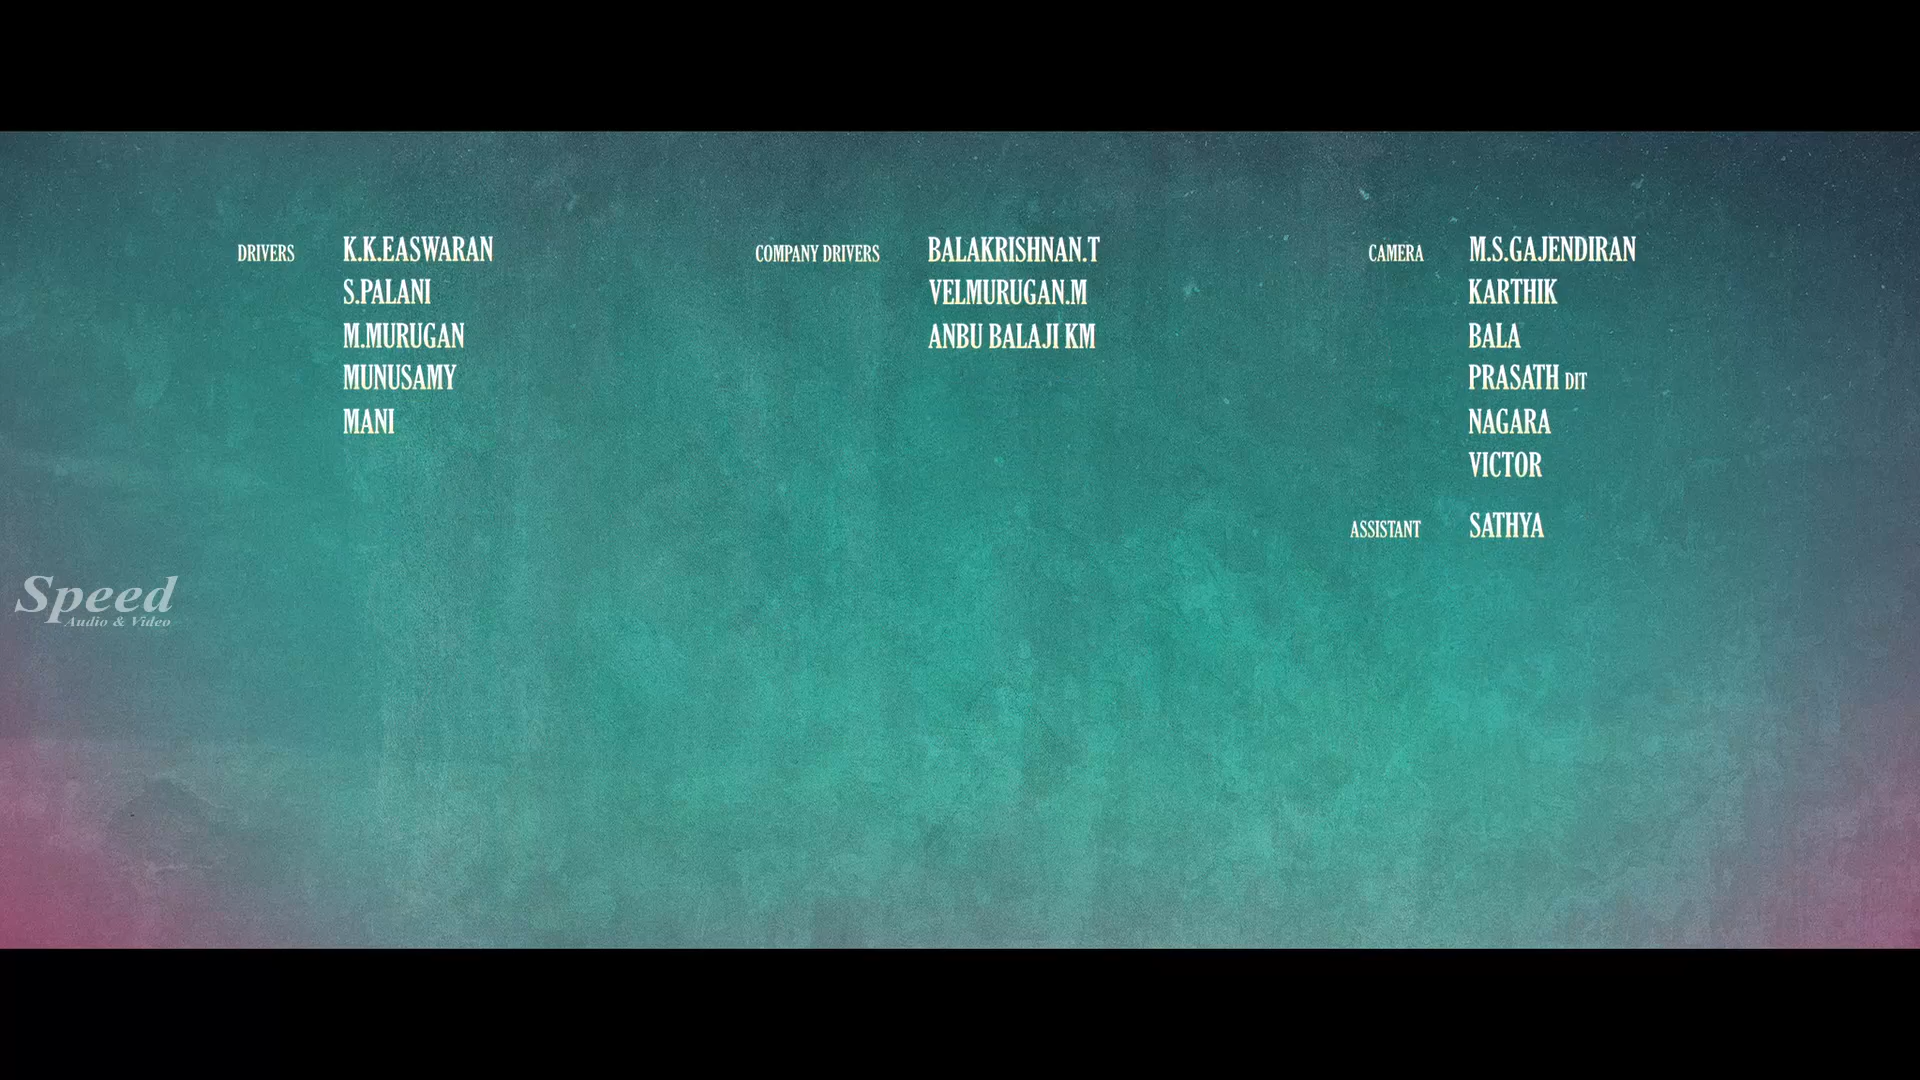 DRIVERS K.K.EASWARAN
S.PALANI
M.MURUGAN
MUNUSAMY
MANI
COMPANY DRIVERS BALAKRISHNAN.T
VELMURUGAN.M
ANBU BALAJI KM
CAMERA M.S.GAJENDIRAN
KARTHIK
BALA
PRASATH DIT
NAGARA
VICTOR
ASSISTANT SATHYA
Speed
Audio & Video